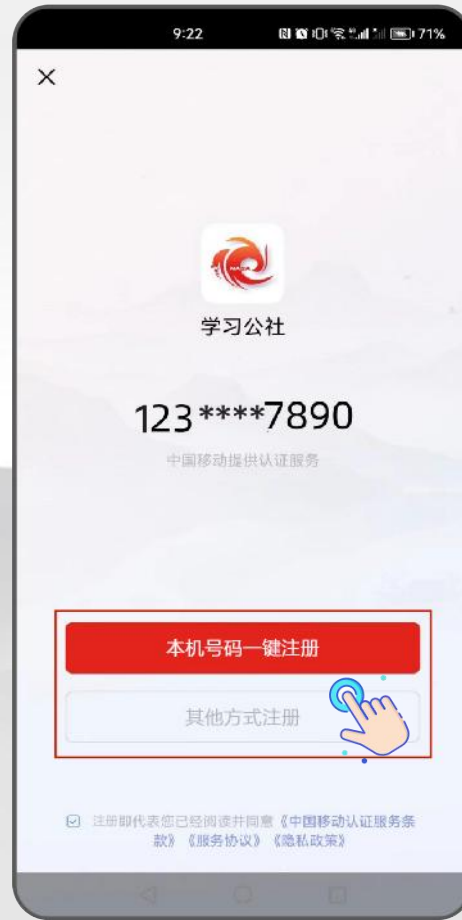 9:22 71%
学习公社
123****7890
中国移动提供认证服务
本机号码一键注册
其他方式注册
注册即代表您已经阅读并同意《中国移动认证服务条
款》《服务协议》《隐私政策》